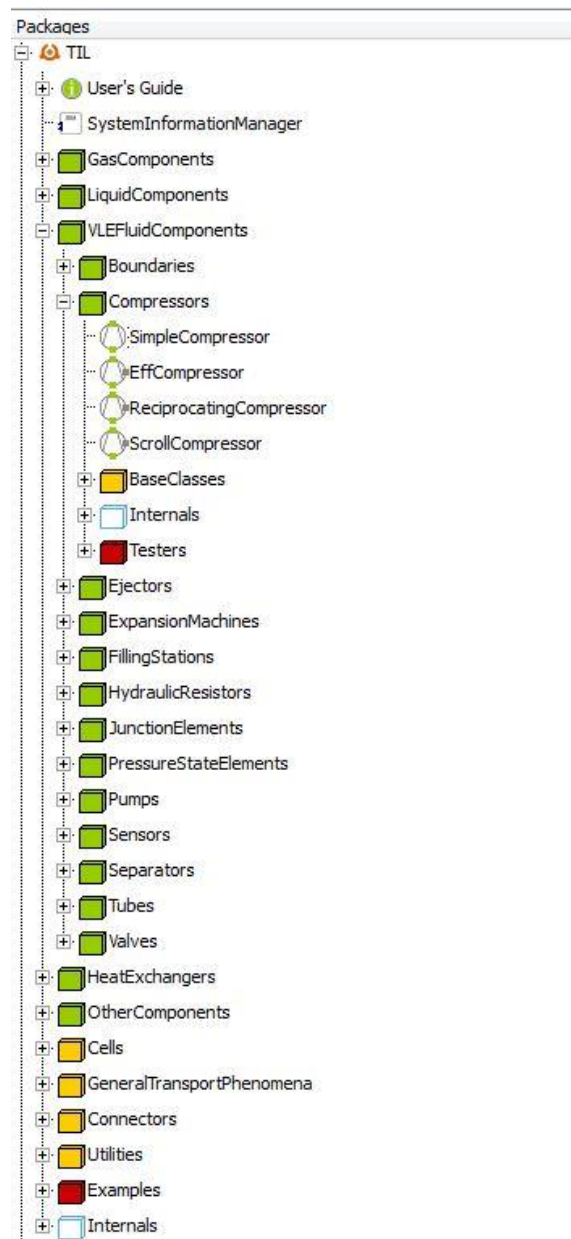 Packages
TIL
User's Guide
SystemInformationManager
GasComponents
LiquidComponents
VLEFluidComponents
Boundaries
Compressors
SimpleCompressor
EffCompressor
ReciprocatingCompressor
ScrollCompressor
BaseClasses
Internals
Testers
Ejectors
ExpansionMachines
FillingStations
HydraulicResistors
JunctionElements
PressureStateElements
Pumps
Sensors
Separators
Tubes
Valves
HeatExchangers
OtherComponents
Cells
GeneralTransportPhenomena
Connectors
Utilities
Examples
Internals